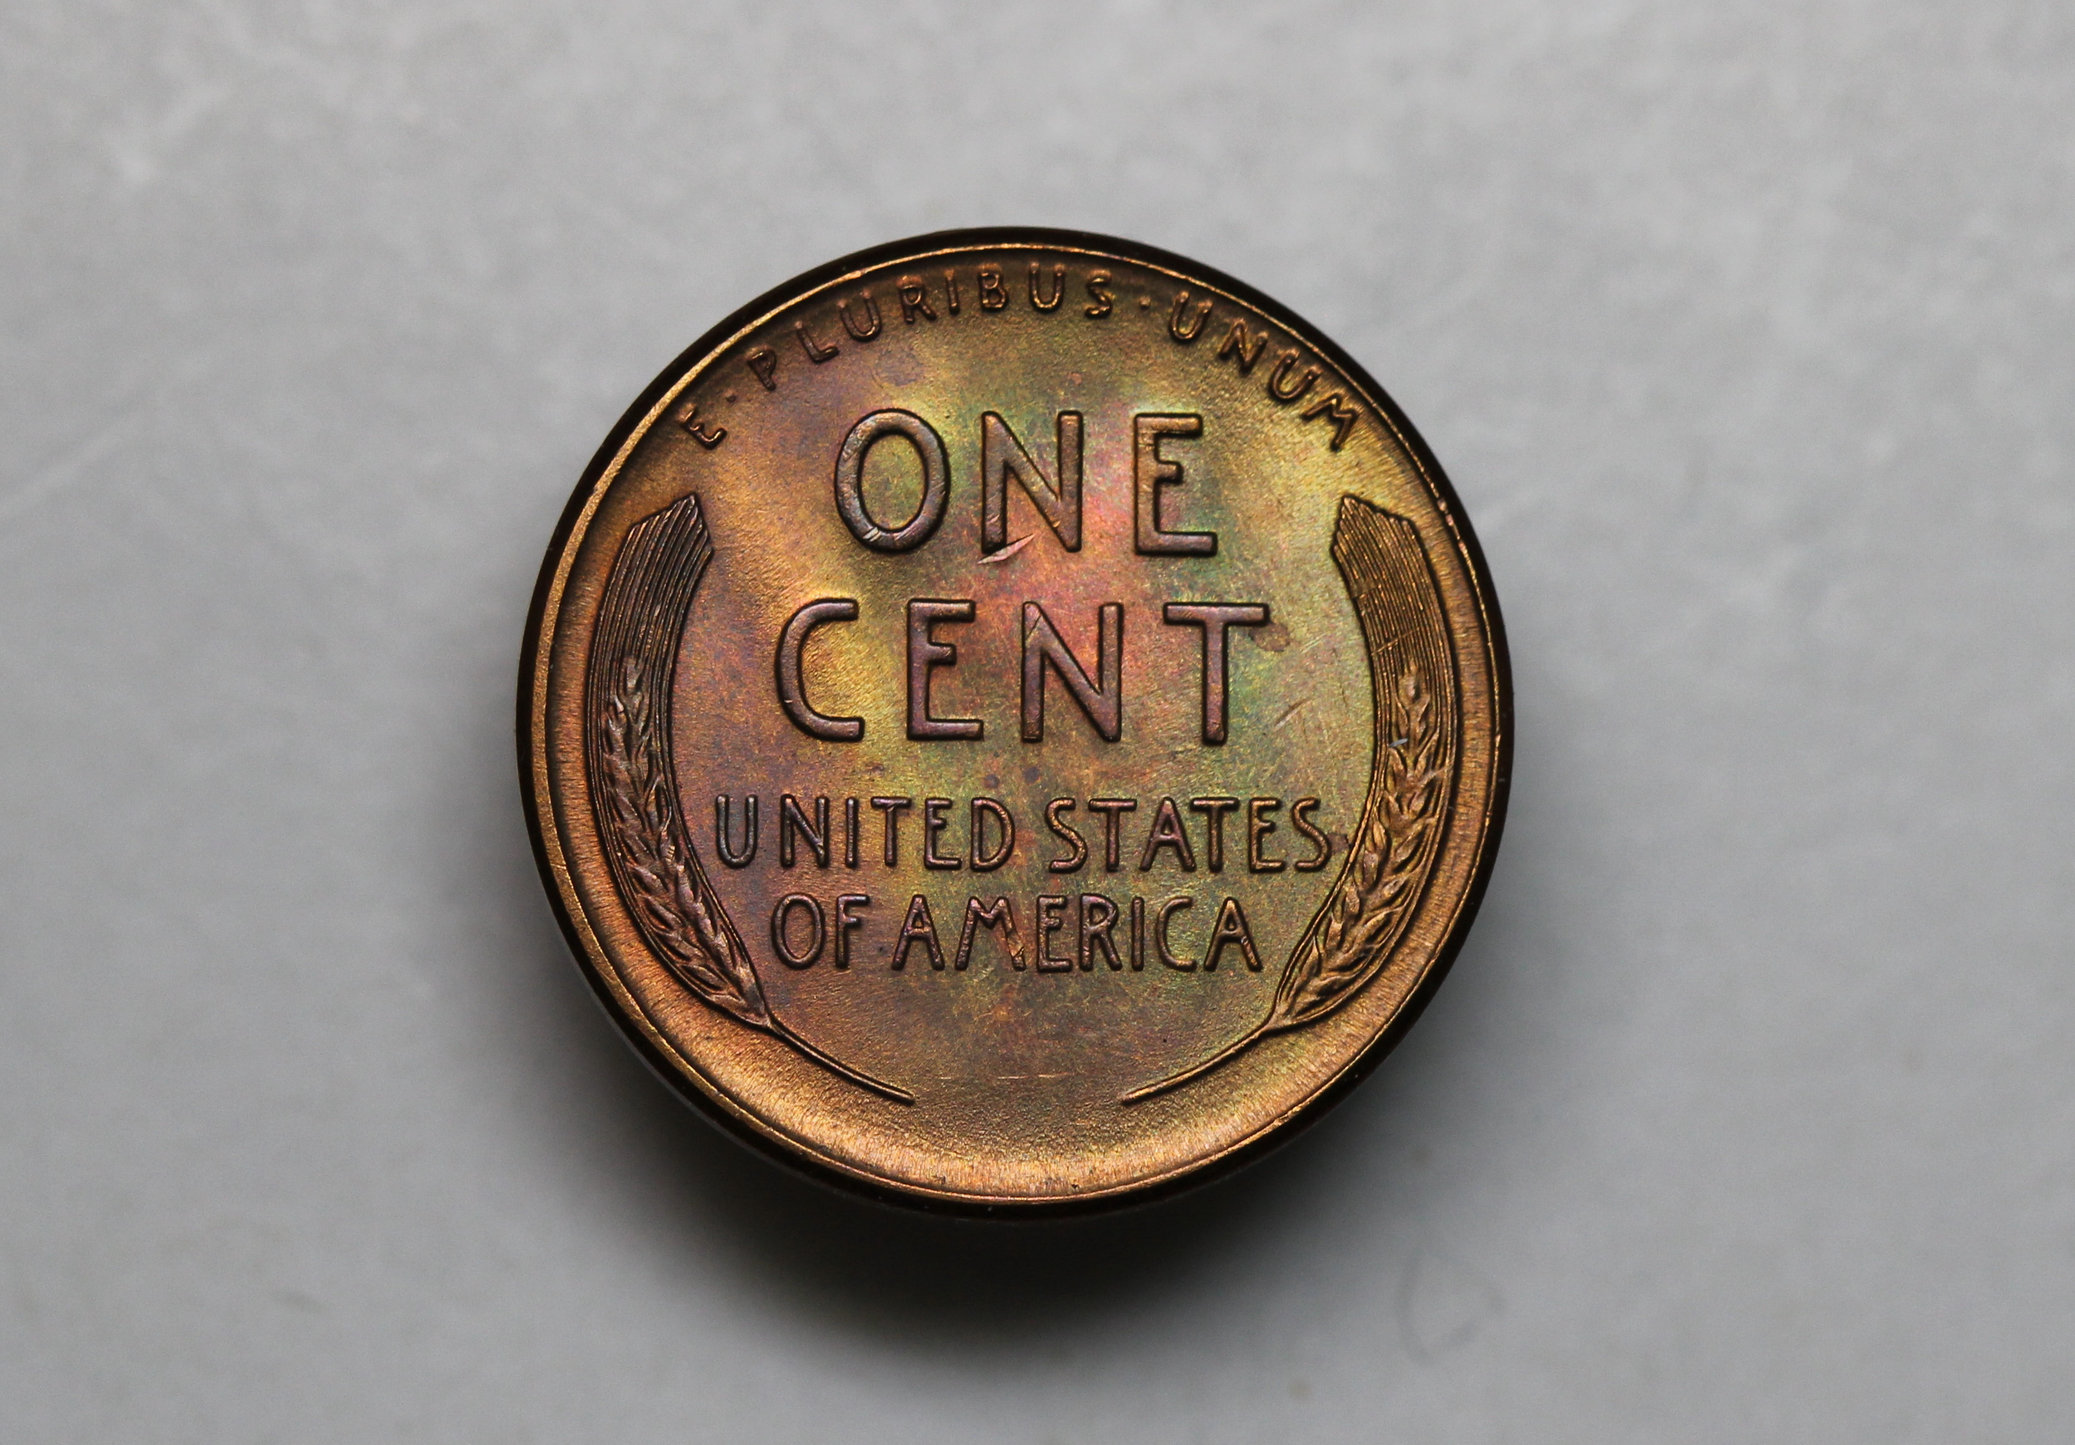 E·PLURIBUS·UNUM
ONE
CENT
UNITED STATES
OF AMERICA